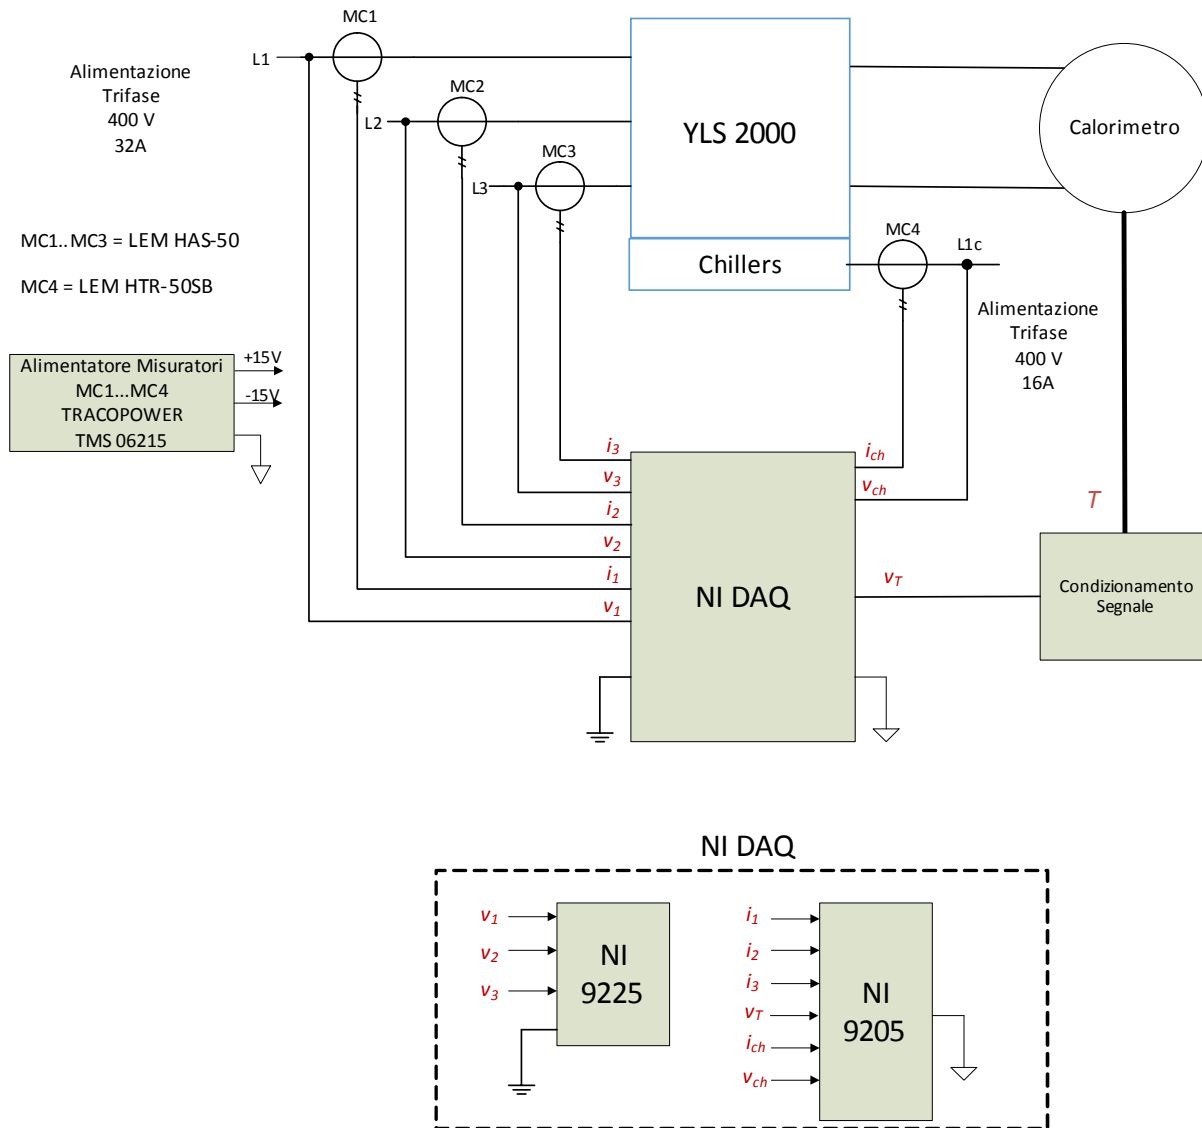 MC1
L1
Alimentazione
Trifase
400 V
32A
MC2
L2
MC3
L3
YLS 2000
Calorimetro
Chillers
MC4
L1c
Alimentazione
Trifase
400 V
16A
MC1..MC3 = LEM HAS-50
MC4 = LEM HTR-50SB
Alimentatore Misuratori
MC1...MC4
TRACOPOWER
TMS 06215
+15V
-15V
i3
v3
i2
v2
i1
v1
NI DAQ
ich
vch
vT
T
Condizionamento
Segnale
NI DAQ
v1
v2
v3
NI
9225
i1
i2
i3
vT
ich
vch
NI
9205